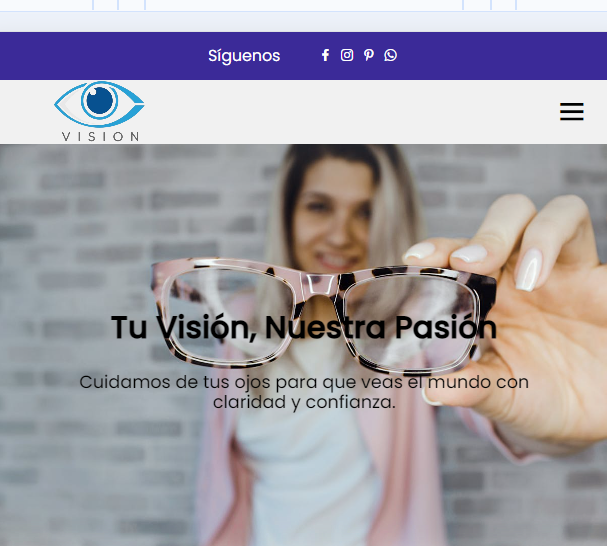 Síguenos
VISION
Tu Visión, Nuestra Pasión
Cuidamos de tus ojos para que veas el mundo con
claridad y confianza.